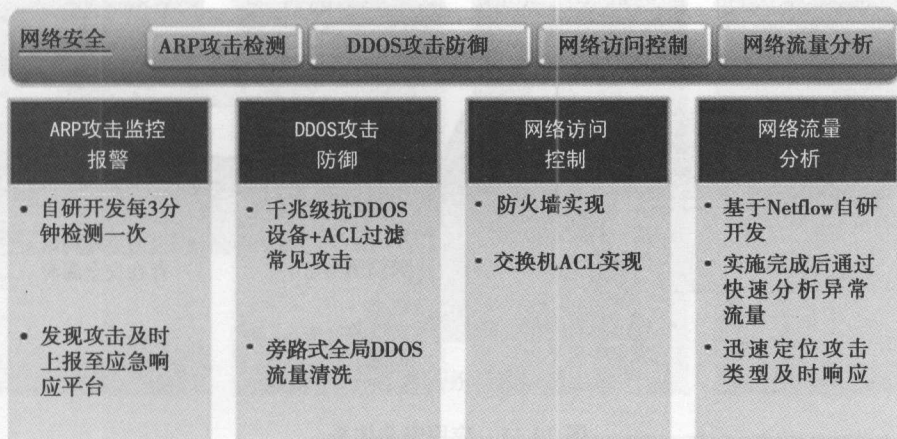 网络安全
ARP攻击检测
DDOS攻击防御
网络访问控制
网络流量分析
ARP攻击监控
报警
• 自研开发每3分
钟检测一次
• 发现攻击及时
上报至应急响
应平台
DDOS攻击
防御
• 千兆级抗DDOS
设备+ACL过滤
常见攻击
• 旁路式全局DDOS
流量清洗
网络访问
控制
• 防火墙实现
• 交换机ACL实现
网络流量
分析
• 基于Netflow自研
开发
• 实施完成后通过
快速分析异常
流量
• 迅速定位攻击
类型及时响应